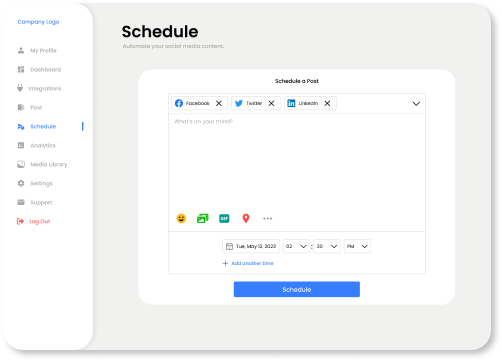 Company Logo
My Profile
Dashboard
Integrations
Post
Schedule
Analytics
Media Library
Settings
Support
Log Out
Schedule
Automate your social media content.
Schedule a Post
Facebook
Twitter
LinkedIn
What's on your mind?
GIF
Tue, May 12, 2023 02 : 30 PM
Add another time
Schedule